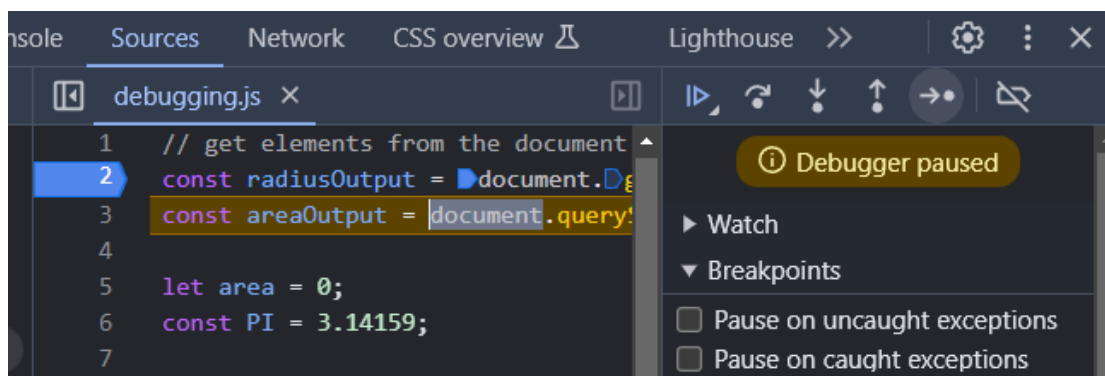 nsole Sources Network CSS overview Lighthouse
debugging.js
Debugger paused
1 // get elements from the document
2 const radiusOutput = document.g
3 const areaOutput = document.query
4
5 let area = 0;
6 const PI = 3.14159;
7
Watch
Breakpoints
Pause on uncaught exceptions
Pause on caught exceptions